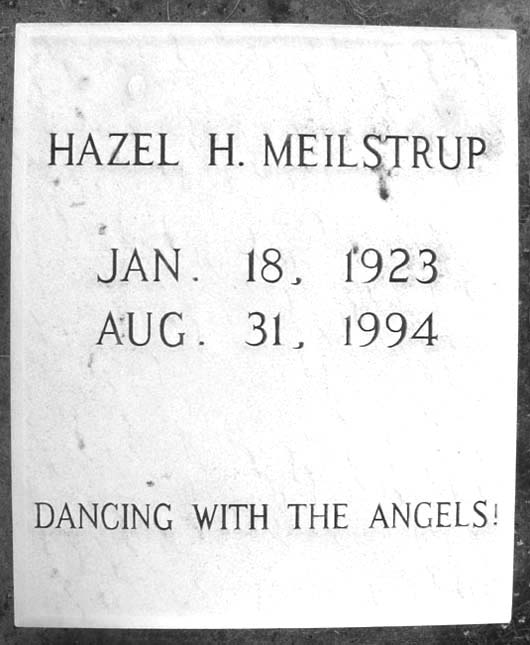 HAZEL H. MEILSTRUP
JAN. 18, 1923
AUG. 31, 1994
DANCING WITH THE ANGELS!